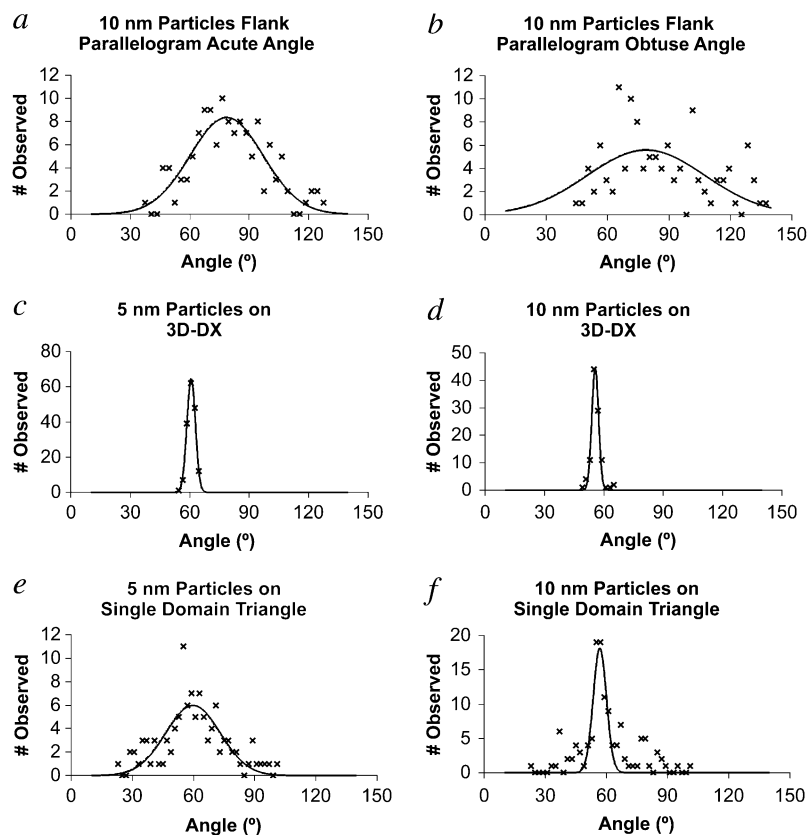 a
10 nm Particles Flank
Parallelogram Acute Angle
# Observed
12
10
8
6
4
2
0
0 30 60 90 120 150
Angle (º)
b
10 nm Particles Flank
Parallelogram Obtuse Angle
# Observed
12
10
8
6
4
2
0
0 30 60 90 120 150
Angle (º)
c
5 nm Particles on
3D-DX
# Observed
80
60
40
20
0
0 30 60 90 120 150
Angle (º)
d
10 nm Particles on
3D-DX
# Observed
50
40
30
20
10
0
0 30 60 90 120 150
Angle (º)
e
5 nm Particles on
Single Domain Triangle
# Observed
12
10
8
6
4
2
0
0 30 60 90 120 150
Angle (º)
f
10 nm Particles on
Single Domain Triangle
# Observed
20
15
10
5
0
0 30 60 90 120 150
Angle (º)